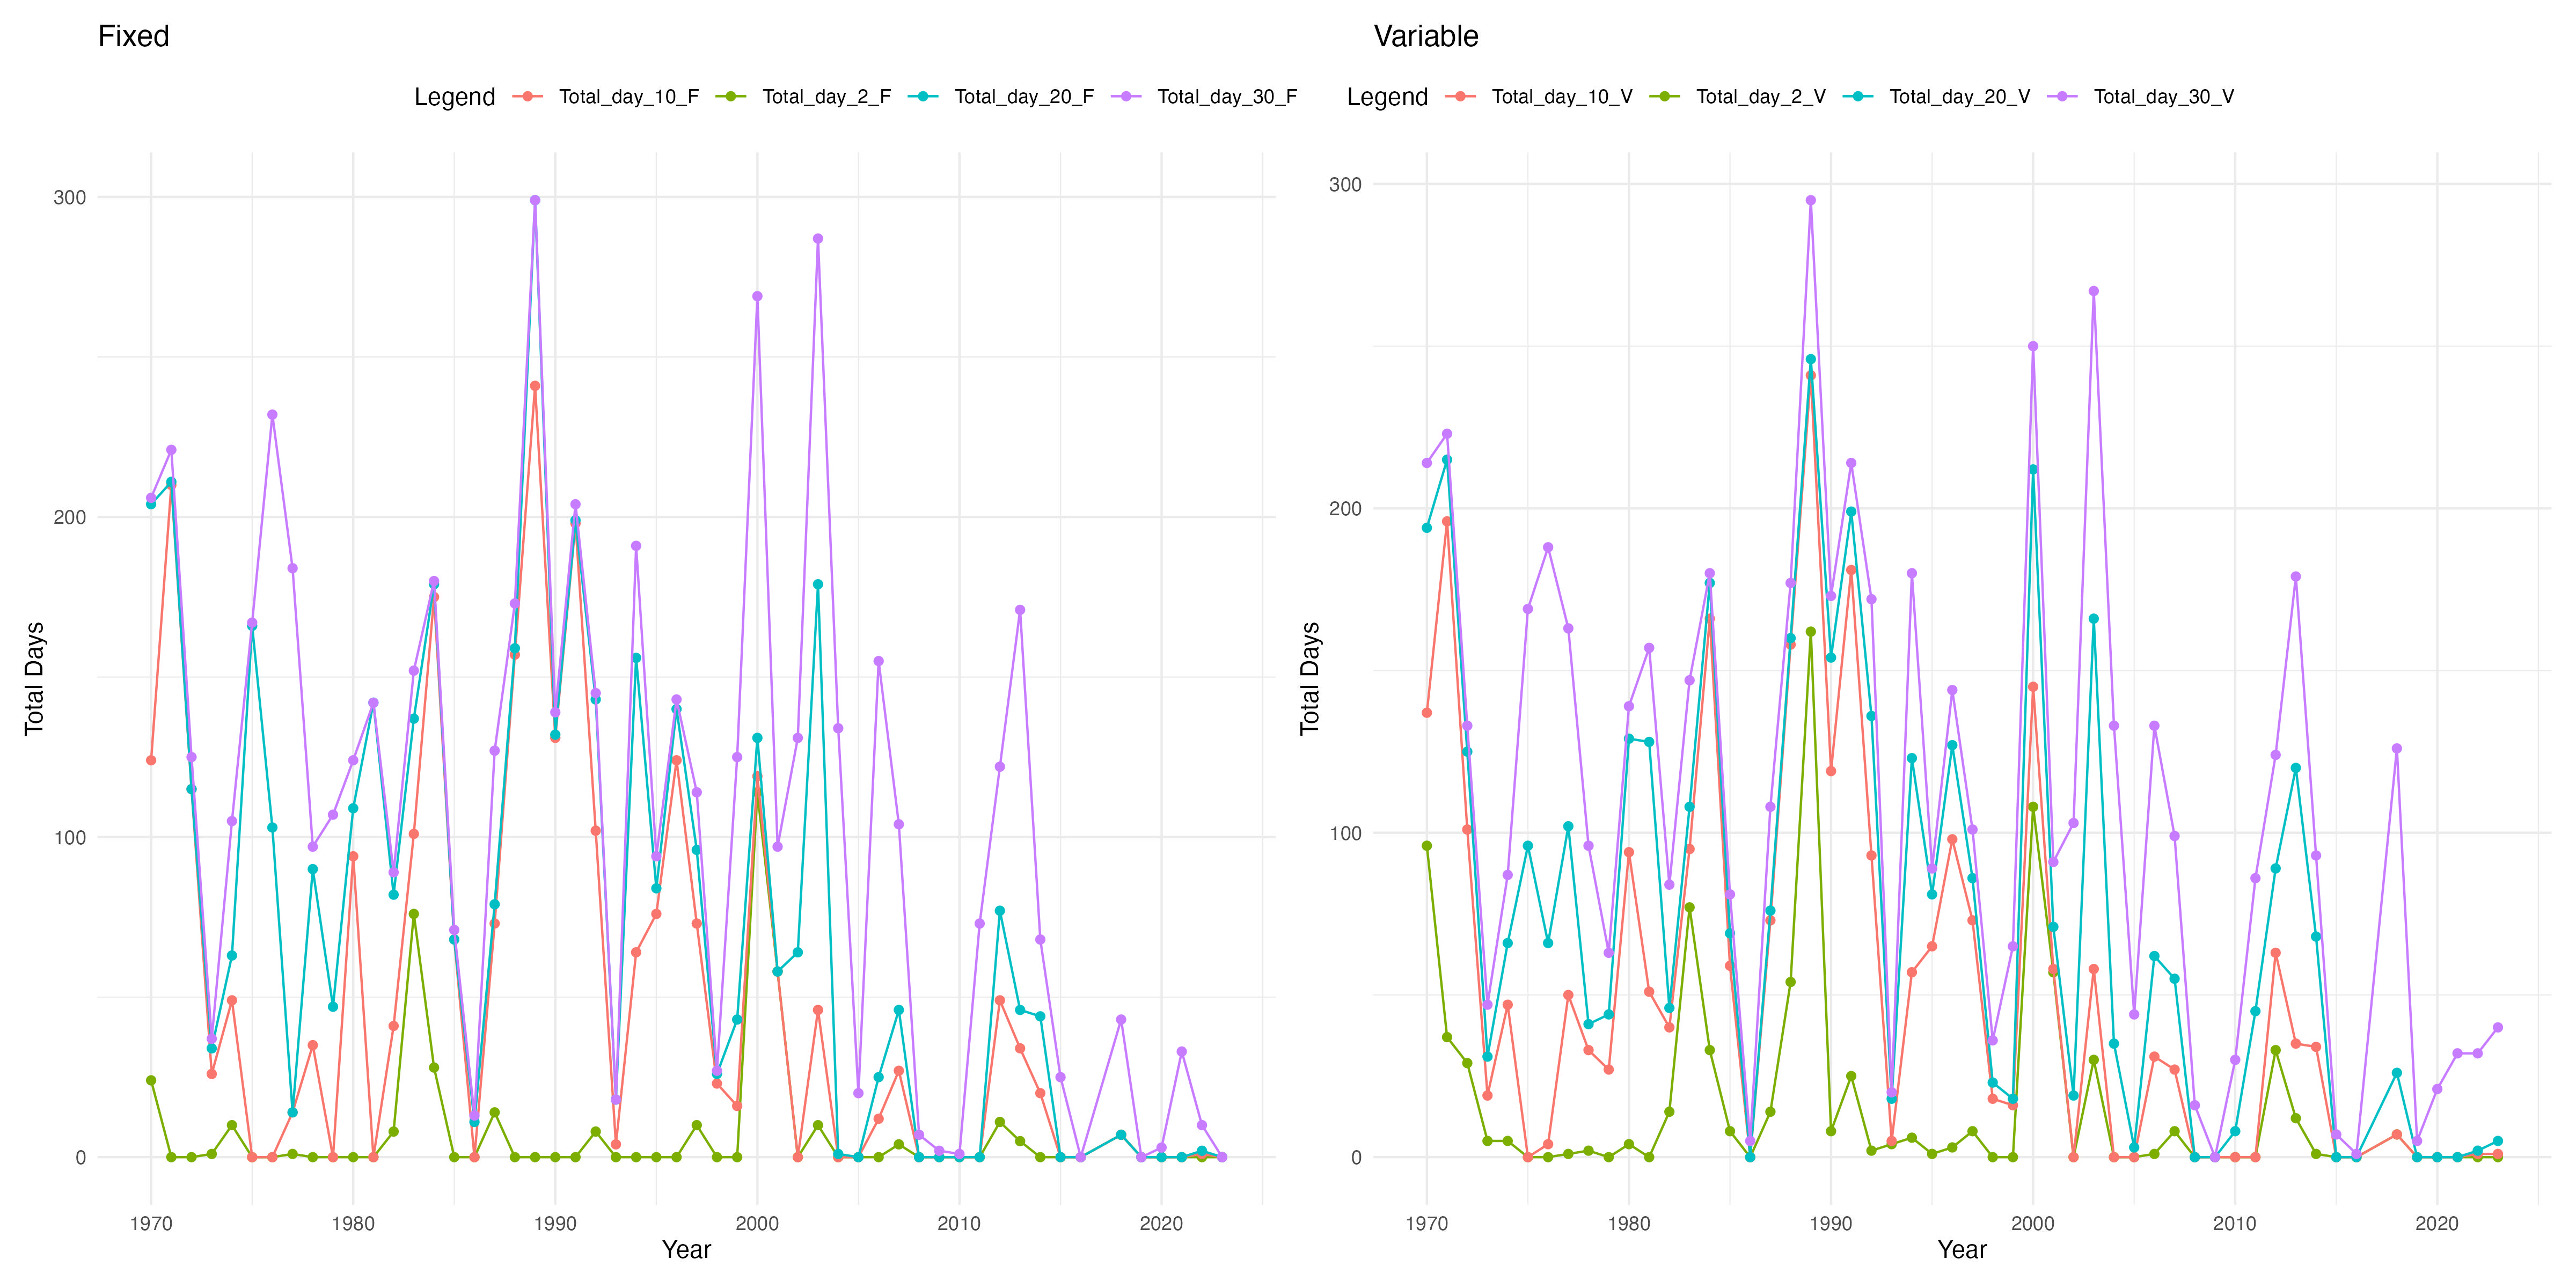 Fixed
Legend Total_day_10_F Total_day_2_F Total_day_20_F Total_day_30_F
300
200
100
0
Total Days
1970 1980 1990 2000 2010 2020
Year
Variable
Legend Total_day_10_V Total_day_2_V Total_day_20_V Total_day_30_V
300
200
100
0
Total Days
1970 1980 1990 2000 2010 2020
Year